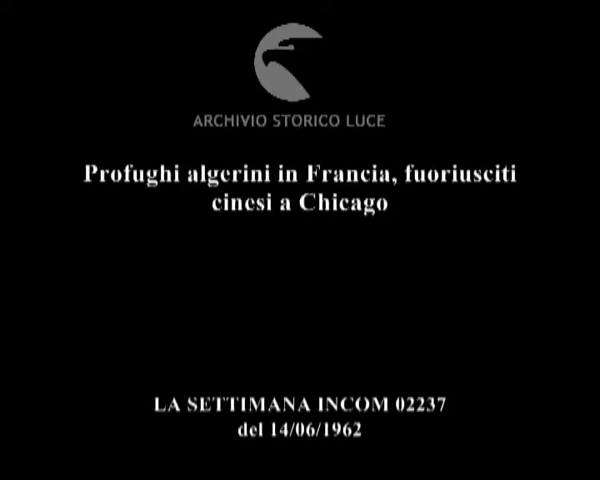 ARCHIVIO STORICO LUCE
Profughi algerini in Francia, fuoriusciti
cinesi a Chicago
LA SETTIMANA INCOM 02237
del 14/06/1962